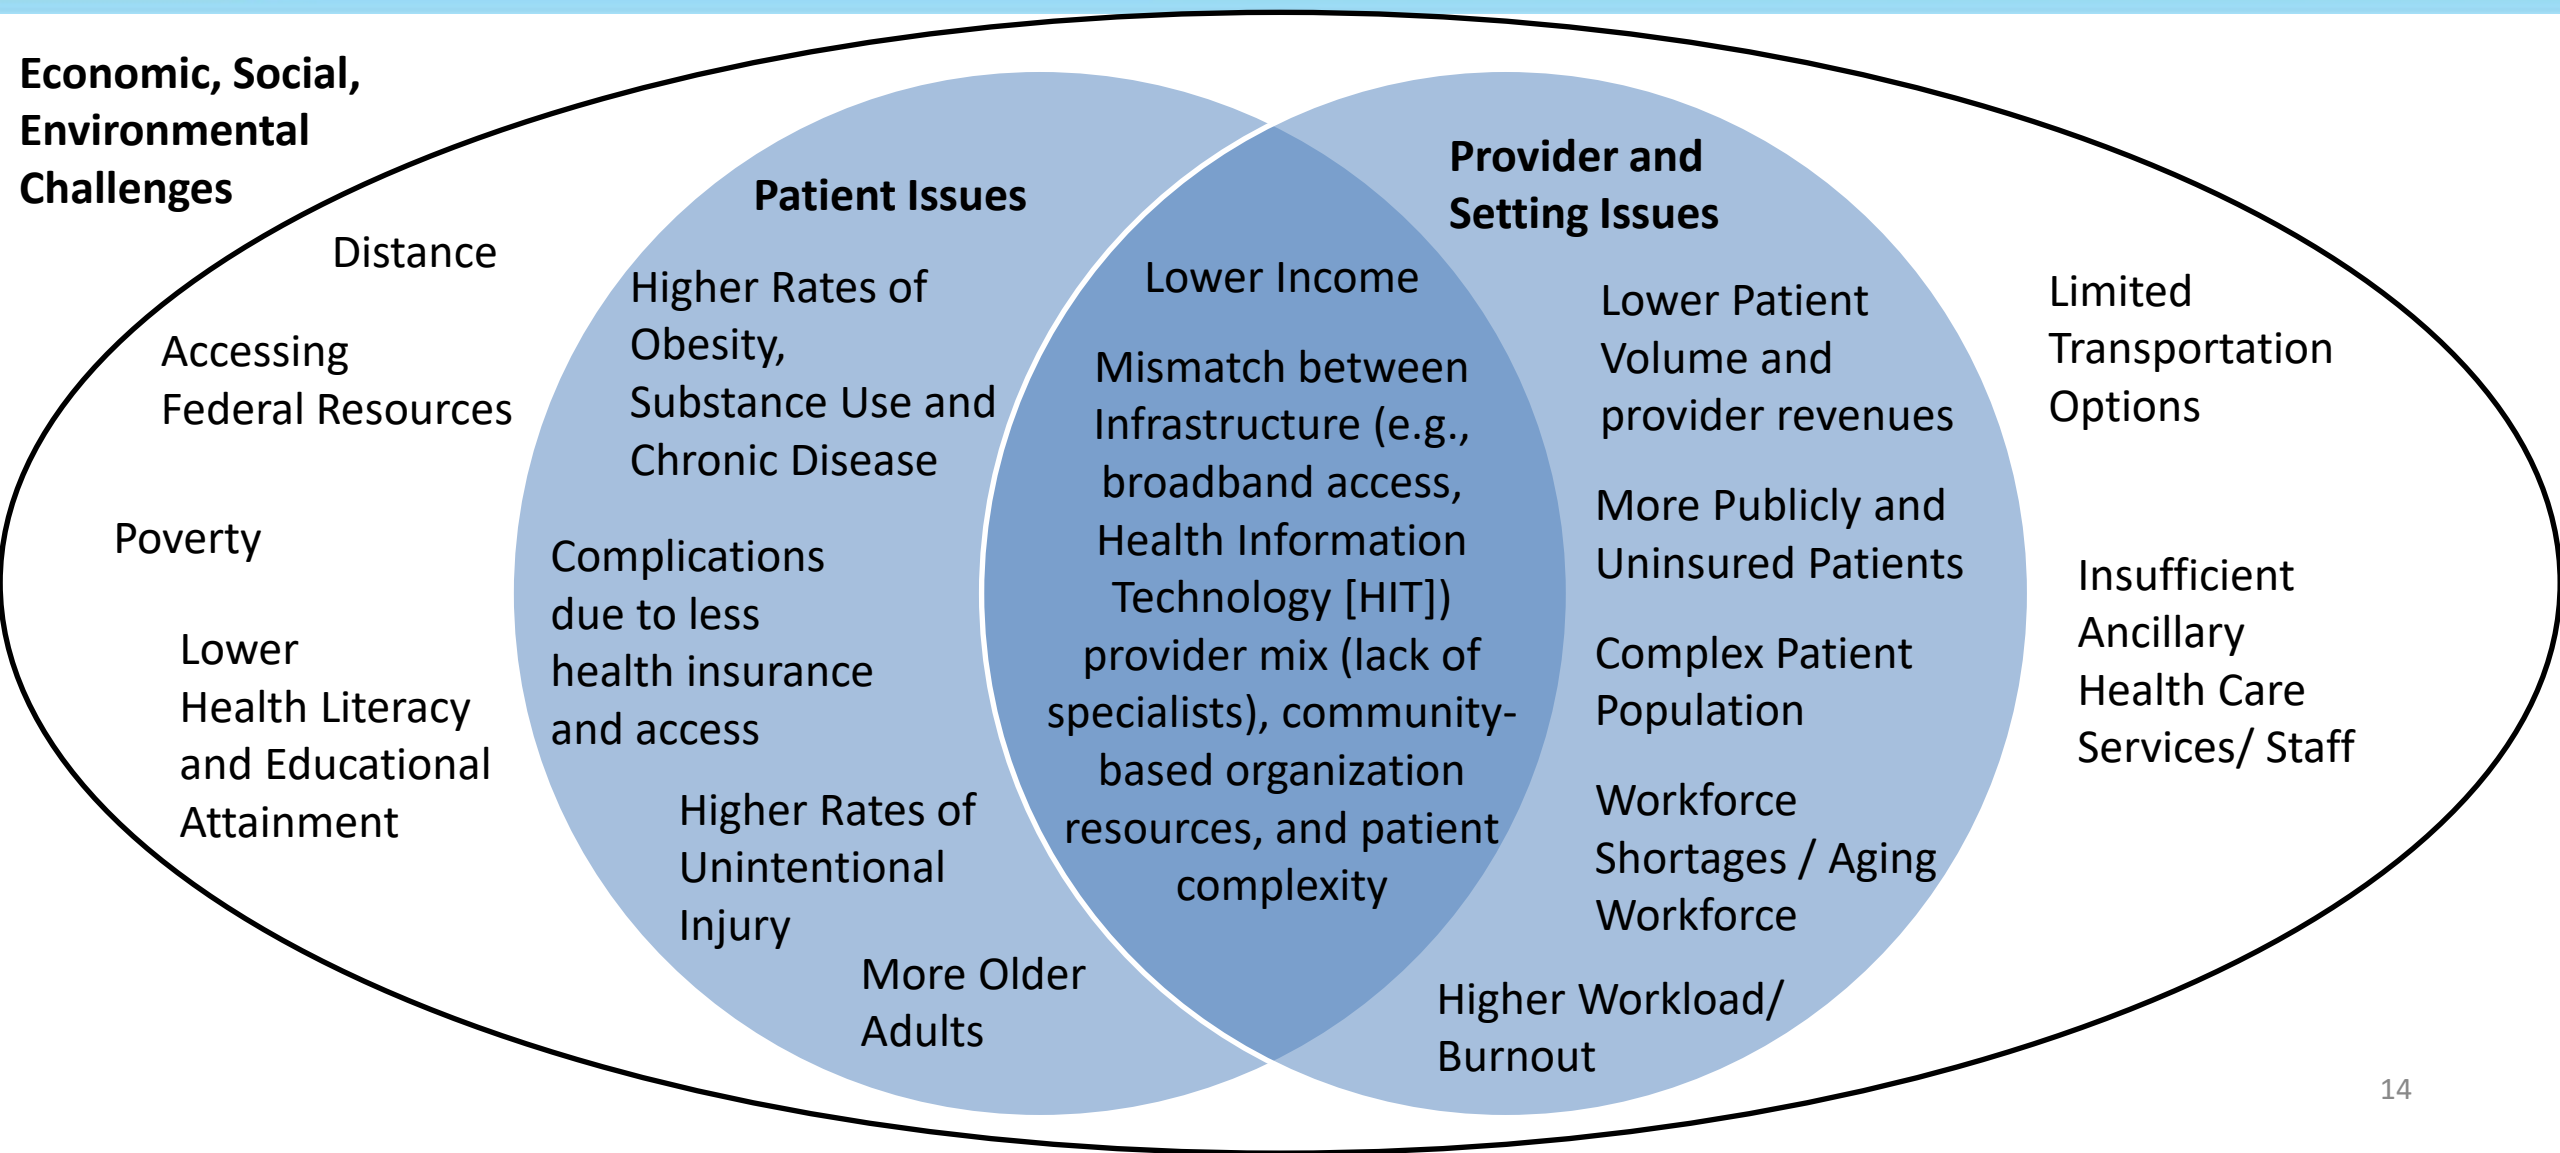 Economic, Social,
Environmental
Challenges
Distance
Accessing
Federal Resources
Poverty
Lower
Health Literacy
and Educational
Attainment
Patient Issues
Higher Rates of
Obesity,
Substance Use and
Chronic Disease
Complications
due to less
health insurance
and access
Higher Rates of
Unintentional
Injury
More Older
Adults
Lower Income
Mismatch between
Infrastructure (e.g.,
broadband access,
Health Information
Technology [HIT])
provider mix (lack of
specialists), community-
based organization
resources, and patient
complexity
Provider and
Setting Issues
Lower Patient
Volume and
provider revenues
More Publicly and
Uninsured Patients
Complex Patient
Population
Workforce
Shortages / Aging
Workforce
Higher Workload/
Burnout
Limited
Transportation
Options
Insufficient
Ancillary
Health Care
Services/ Staff
14